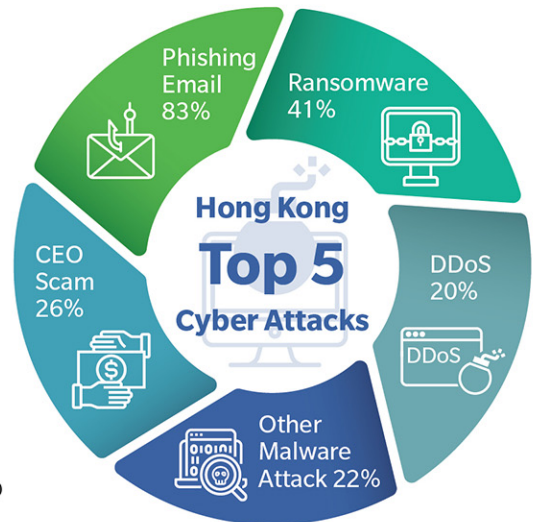 Phishing
Email
83%
Ransomware
41%
Hong Kong
Top 5
Cyber Attacks
CEO
Scam
26%
DDoS
20%
DDoS
Other
Malware
Attack 22%